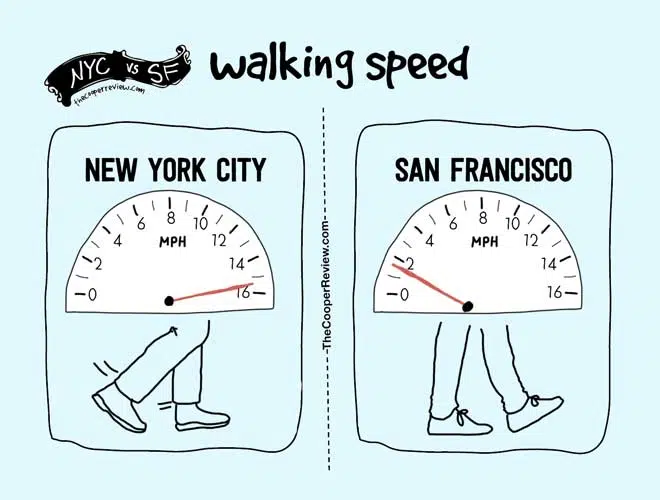 NYC vs SF
thecooperreview.com
walking speed
NEW YORK CITY
0
2
4
6
8
10
12
14
16
MPH
TheCooperReview.com
SAN FRANCISCO
0
2
4
6
8
10
12
14
16
MPH